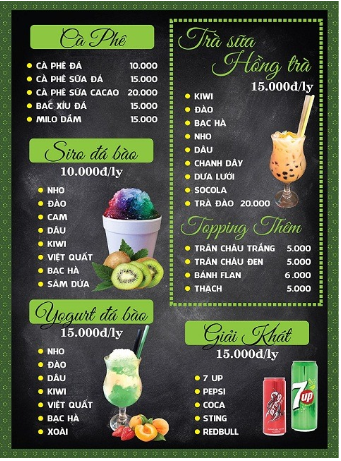 Cà Phê
CÀ PHÊ ĐÁ 10.000
CÀ PHÊ SỮA ĐÁ 15.000
CÀ PHÊ SỮA CACAO 20.000
BẠC XỈU ĐÁ 15.000
MILO DẦM 15.000
Siro đá bào
10.000đ/ly
NHO
ĐÀO
CAM
DÂU
KIWI
VIỆT QUẤT
BẠC HÀ
SÂM DỨA
Yogurt đá bào
15.000đ/ly
NHO
ĐÀO
DÂU
KIWI
VIỆT QUẤT
BẠC HÀ
XOÀI
Trà sữa
Hồng trà
15.000đ/ly
KIWI
ĐÀO
BẠC HÀ
NHO
DÂU
CHANH DÂY
DƯA LƯỚI
SOCOLA
TRÀ ĐÀO 20.000
Topping Thêm
TRÂN CHÂU TRẮNG 5.000
TRÂN CHÂU ĐEN 5.000
BÁNH FLAN 6.000
THẠCH 5.000
Giải Khát
15.000đ/ly
7 UP
PEPSI
COCA
STING
REDBULL
7up